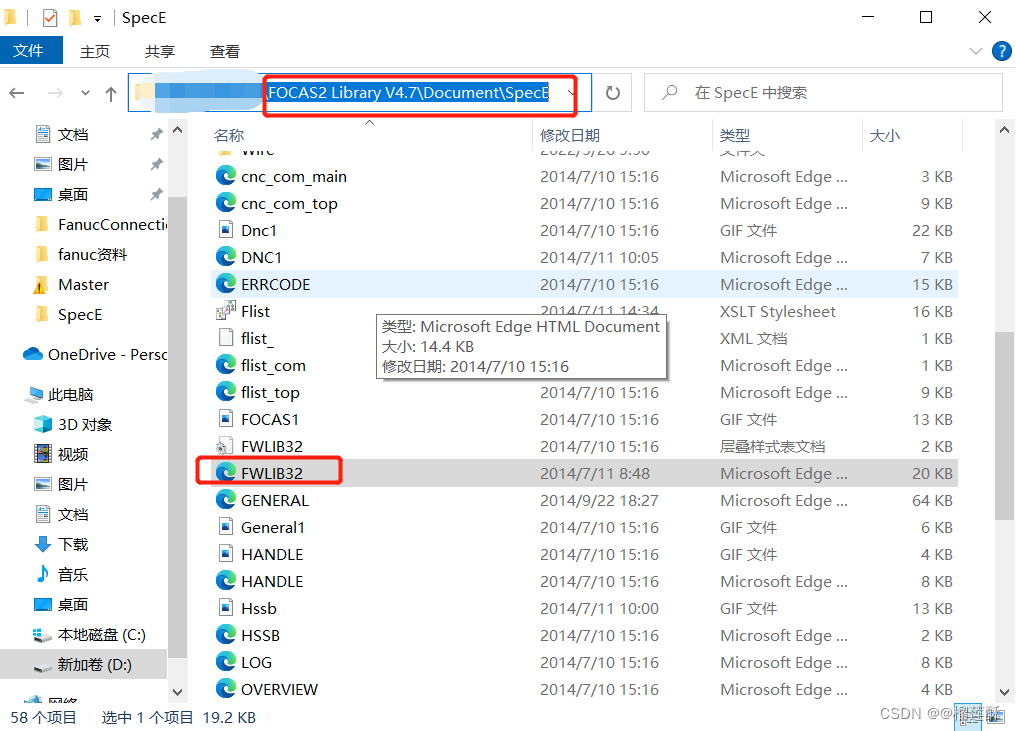 SpecE
文件 主页 共享 查看
\FOCAS2 Library V4.7\Document\SpecE
在 SpecE 中搜索
文档
图片
桌面
FanucConnectic
fanuc资料
Master
SpecE
OneDrive - Perso
此电脑
3D 对象
视频
图片
文档
下载
音乐
桌面
本地磁盘 (C:)
新加卷 (D:)
网络
名称 修改日期 类型 大小
Wire 2022/5/26 9:50 文件夹
cnc_com_main 2014/7/10 15:16 Microsoft Edge ... 3 KB
cnc_com_top 2014/7/10 15:16 Microsoft Edge ... 9 KB
Dnc1 2014/7/10 15:16 GIF 文件 22 KB
DNC1 2014/7/11 10:05 Microsoft Edge ... 7 KB
ERRCODE 2014/7/10 15:16 Microsoft Edge ... 15 KB
Flist 2014/7/11 14:34 XSLT Stylesheet 16 KB
flist_ XML 文档 1 KB
flist_com Microsoft Edge ... 1 KB
flist_top 2014/7/10 15:16 Microsoft Edge ... 9 KB
FOCAS1 2014/7/10 15:16 GIF 文件 13 KB
FWLIB32 2014/7/10 15:16 层叠样式表文档 2 KB
FWLIB32 2014/7/11 8:48 Microsoft Edge ... 20 KB
GENERAL 2014/9/22 18:27 Microsoft Edge ... 64 KB
General1 2014/7/10 15:16 GIF 文件 6 KB
HANDLE 2014/7/10 15:16 GIF 文件 4 KB
HANDLE 2014/7/10 15:16 Microsoft Edge ... 8 KB
Hssb 2014/7/11 10:00 GIF 文件 13 KB
HSSB 2014/7/10 15:16 Microsoft Edge ... 2 KB
LOG 2014/7/10 15:16 Microsoft Edge ... 8 KB
OVERVIEW 2014/7/10 15:16 Microsoft Edge ... 4 KB
类型: Microsoft Edge HTML Document
大小: 14.4 KB
修改日期: 2014/7/10 15:16
58 个项目 选中 1 个项目 19.2 KB
CSDN @@榴莲酥